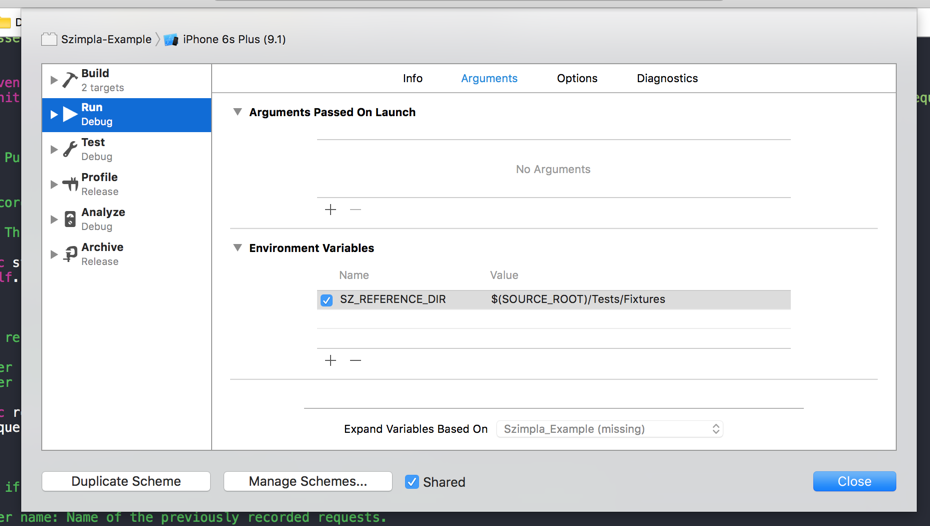 Szimpla-Example
iPhone 6s Plus (9.1)
Build
2 targets
Run
Debug
Test
Debug
Profile
Release
Analyze
Debug
Archive
Release
Info Arguments Options Diagnostics
Arguments Passed On Launch
No Arguments
Environment Variables
Name Value
SZ_REFERENCE_DIR $(SOURCE_ROOT)/Tests/Fixtures
Expand Variables Based On Szimpla_Example (missing)
Duplicate Scheme Manage Schemes... Shared Close
er name: Name of the previously recorded requests.